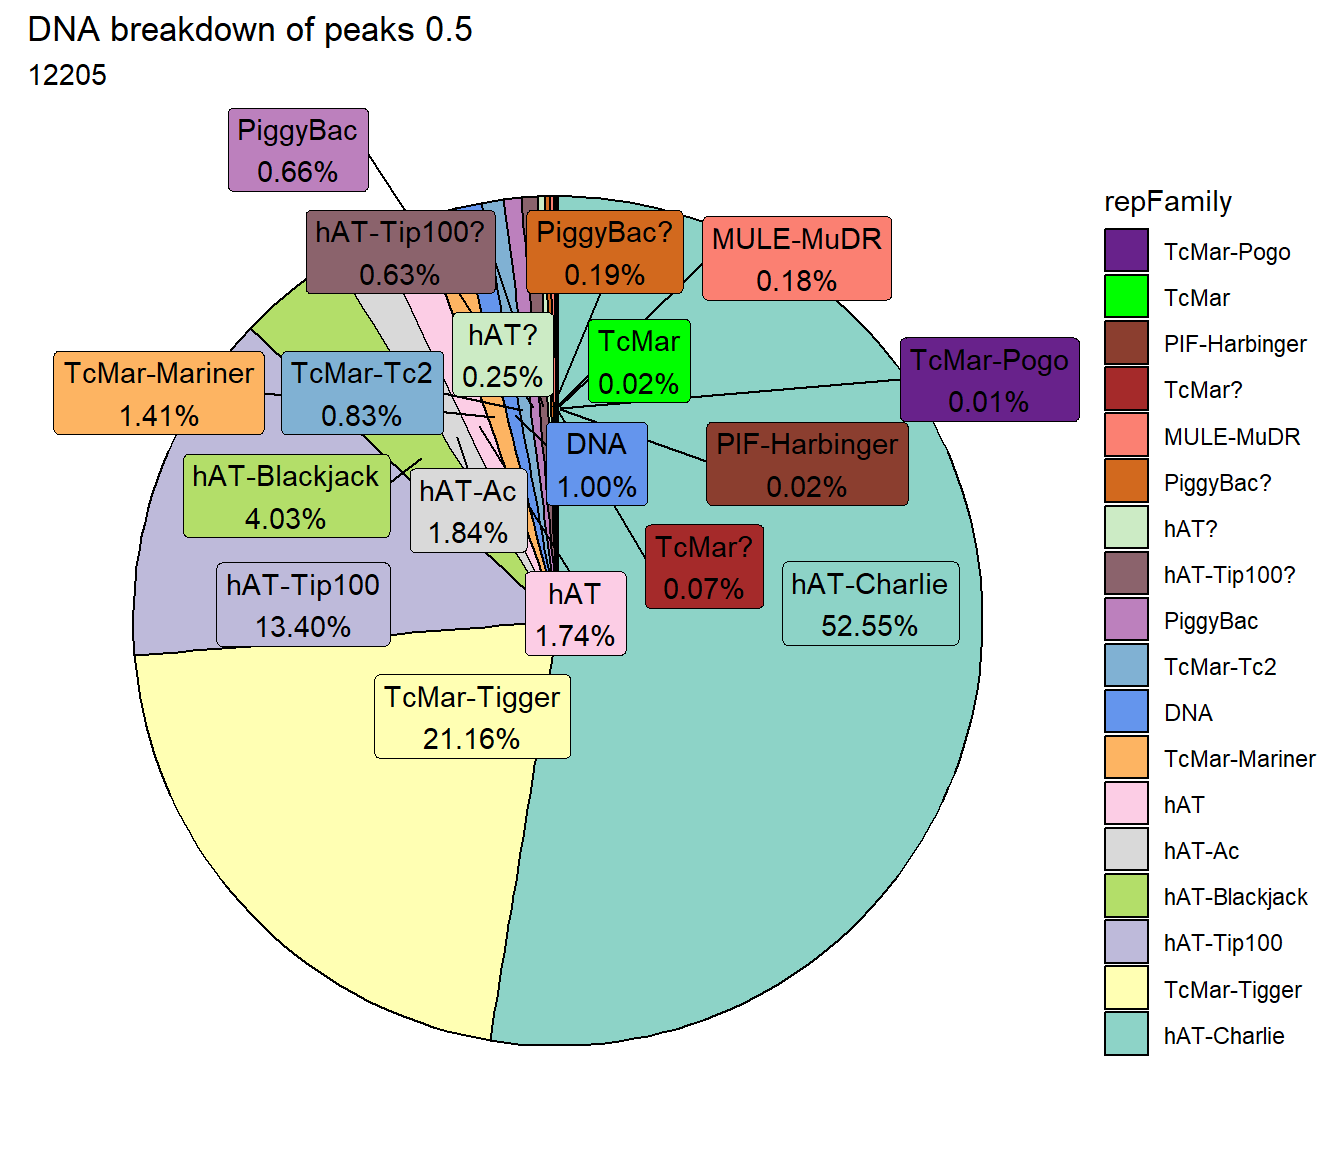 DNA breakdown of peaks 0.5
12205
PiggyBac
0.66%
hAT-Tip100?
0.63%
PiggyBac?
0.19%
MULE-MuDR
0.18%
hAT?
0.25%
TcMar
0.02%
TcMar-Pogo
0.01%
TcMar-Mariner
1.41%
TcMar-Tc2
0.83%
DNA
1.00%
PIF-Harbinger
0.02%
hAT-Blackjack
4.03%
hAT-Ac
1.84%
TcMar?
0.07%
hAT-Charlie
52.55%
hAT-Tip100
13.40%
hAT
1.74%
TcMar-Tigger
21.16%
repFamily
TcMar-Pogo
TcMar
PIF-Harbinger
TcMar?
MULE-MuDR
PiggyBac?
hAT?
hAT-Tip100?
PiggyBac
TcMar-Tc2
DNA
TcMar-Mariner
hAT
hAT-Ac
hAT-Blackjack
hAT-Tip100
TcMar-Tigger
hAT-Charlie